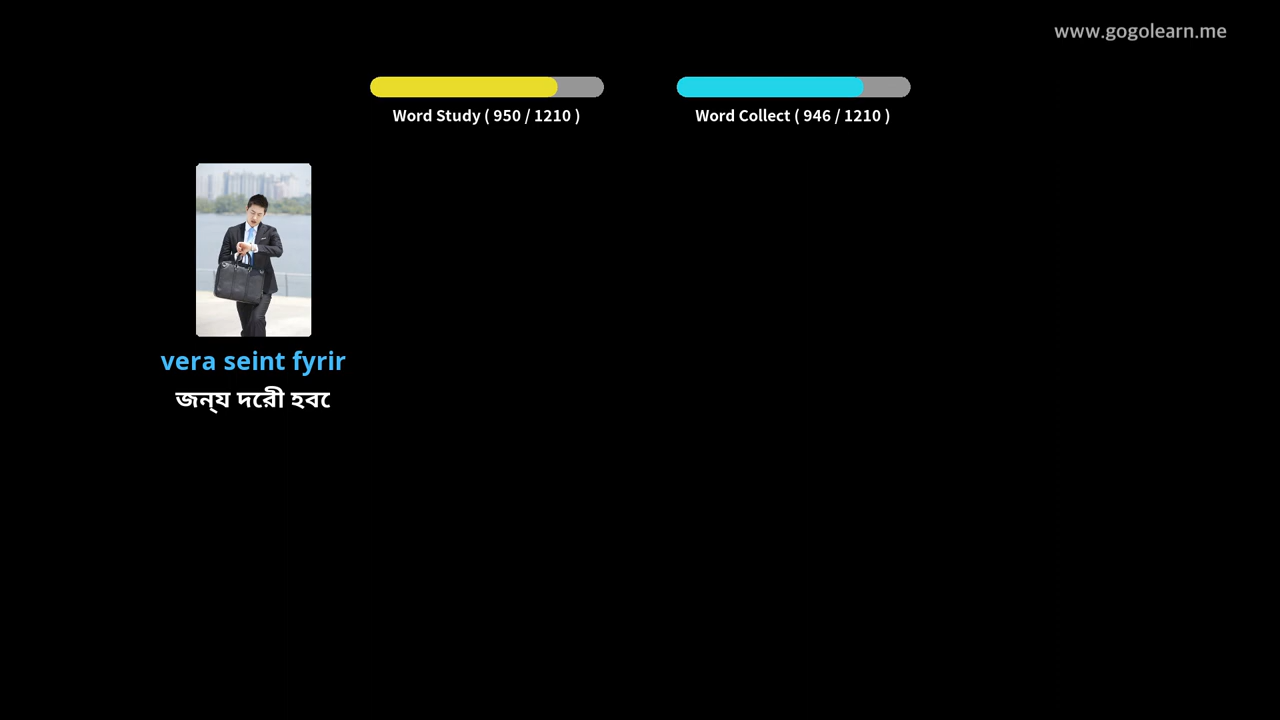 www.gogolearn.me
Word Study ( 950 / 1210 )
Word Collect ( 946 / 1210 )
vera seint fyrir
জন্য দেরী হবে